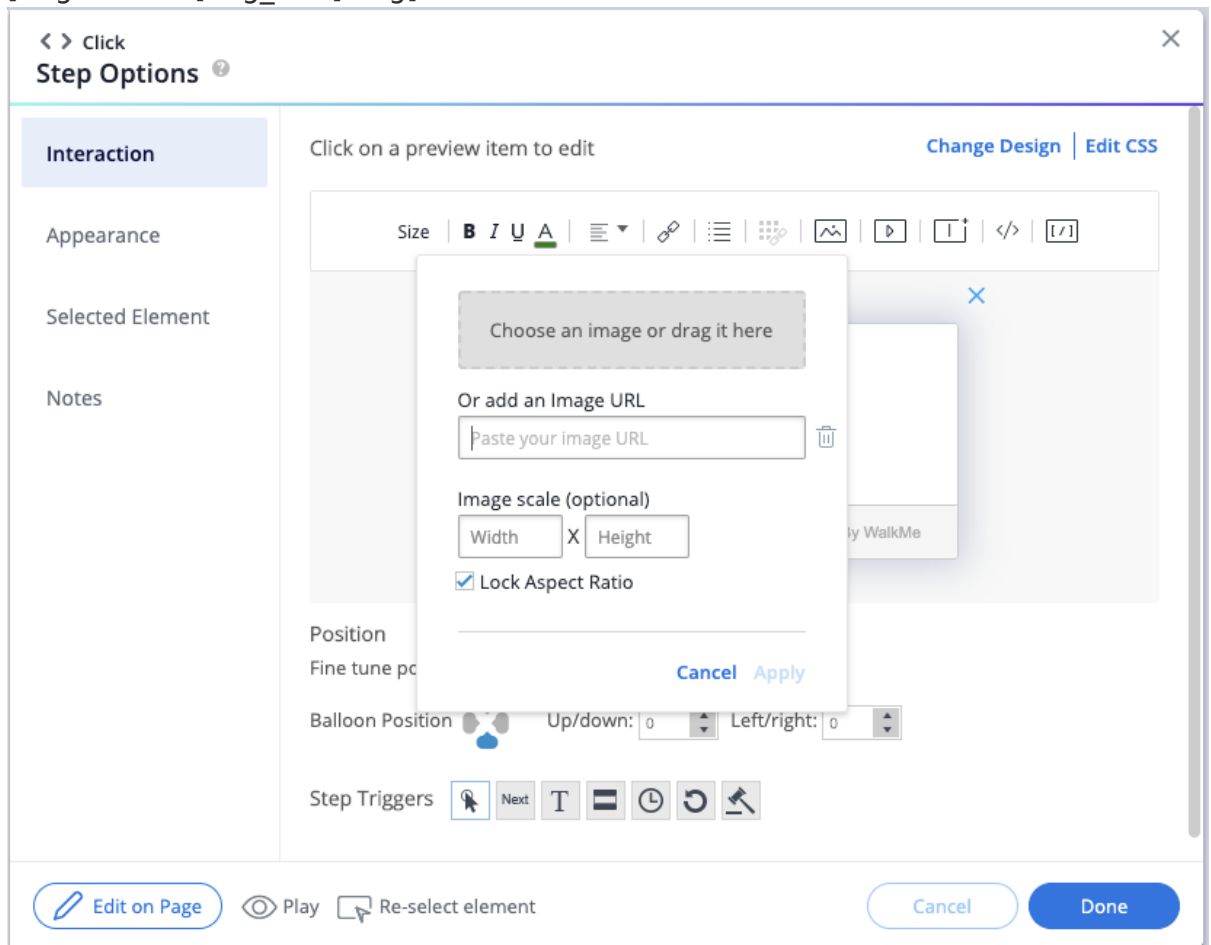 Click
Step Options
Interaction
Appearance
Selected Element
Notes
Click on a preview item to edit
Change Design | Edit CSS
Size B I U A </> [/]
Choose an image or drag it here
Or add an Image URL
Paste your image URL
Image scale (optional)
Width X Height
Lock Aspect Ratio
Cancel Apply
By WalkMe
Position
Fine tune po
Balloon Position Up/down: 0 Left/right: 0
Step Triggers Next T
Edit on Page Play Re-select element Cancel Done